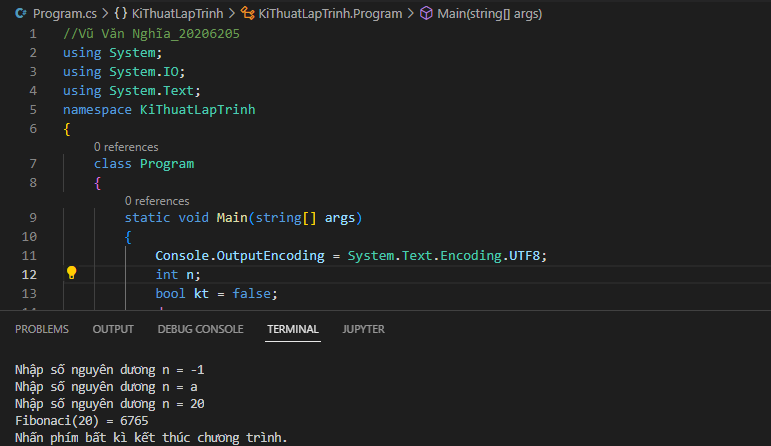 Program.cs > {} KiThuatLapTrinh > KiThuatLapTrinh.Program > Main(string[] args)
1 //Vũ Văn Nghĩa_20206205
2 using System;
3 using System.IO;
4 using System.Text;
5 namespace KiThuatLapTrinh
6 {
0 references
7 class Program
8 {
0 references
9 static void Main(string[] args)
10 {
11 Console.OutputEncoding = System.Text.Encoding.UTF8;
12 int n;
13 bool kt = false;
PROBLEMS OUTPUT DEBUG CONSOLE TERMINAL JUPYTER
Nhập số nguyên dương n = -1
Nhập số nguyên dương n = a
Nhập số nguyên dương n = 20
Fibonaci(20) = 6765
Nhấn phím bất kì kết thúc chương trình.